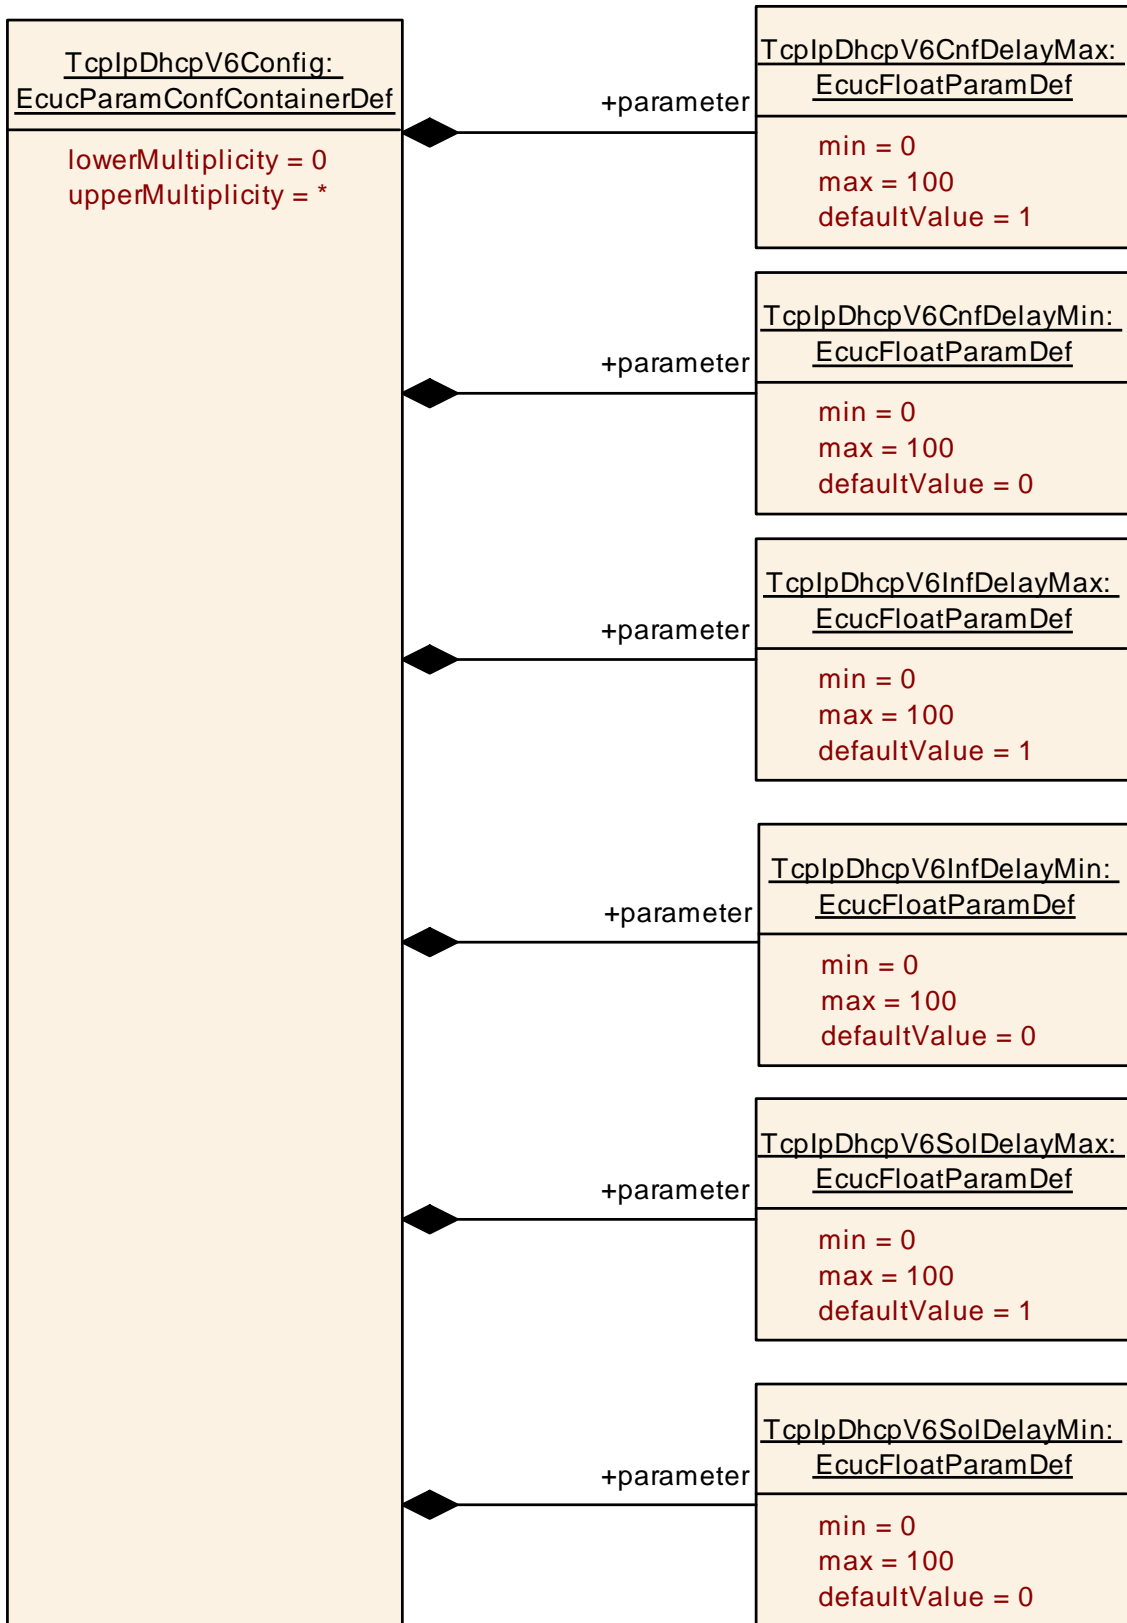 TcpIpDhcpV6Config:
EcucParamConfContainerDef
lowerMultiplicity = 0
upperMultiplicity = *
+parameter
TcpIpDhcpV6CnfDelayMax:
EcucFloatParamDef
min = 0
max = 100
defaultValue = 1
+parameter
TcpIpDhcpV6CnfDelayMin:
EcucFloatParamDef
min = 0
max = 100
defaultValue = 0
+parameter
TcpIpDhcpV6InfDelayMax:
EcucFloatParamDef
min = 0
max = 100
defaultValue = 1
+parameter
TcpIpDhcpV6InfDelayMin:
EcucFloatParamDef
min = 0
max = 100
defaultValue = 0
+parameter
TcpIpDhcpV6SolDelayMax:
EcucFloatParamDef
min = 0
max = 100
defaultValue = 1
+parameter
TcpIpDhcpV6SolDelayMin:
EcucFloatParamDef
min = 0
max = 100
defaultValue = 0